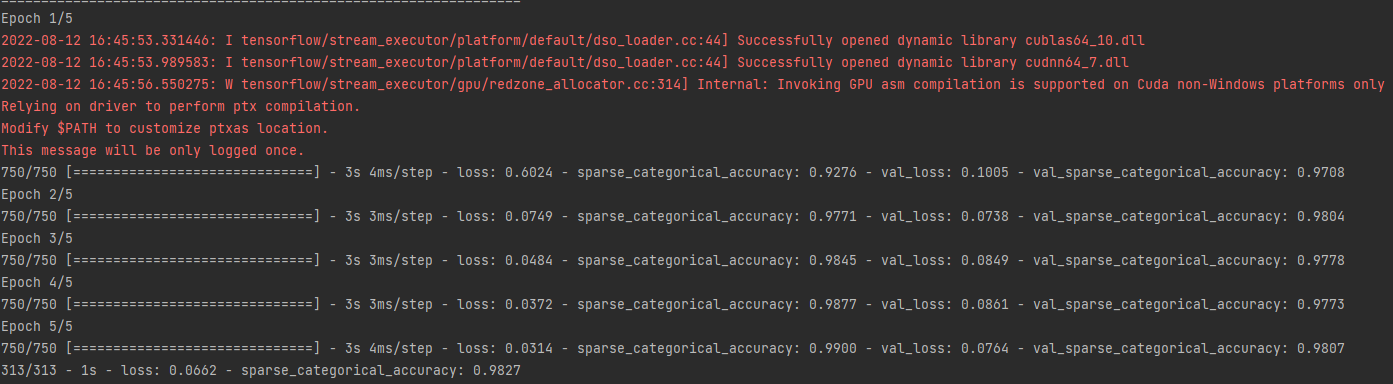 Epoch 1/5
2022-08-12 16:45:53.331446: I tensorflow/stream_executor/platform/default/dso_loader.cc:44] Successfully opened dynamic library cublas64_10.dll
2022-08-12 16:45:53.989583: I tensorflow/stream_executor/platform/default/dso_loader.cc:44] Successfully opened dynamic library cudnn64_7.dll
2022-08-12 16:45:56.550275: W tensorflow/stream_executor/gpu/redzone_allocator.cc:314] Internal: Invoking GPU asm compilation is supported on Cuda non-Windows platforms only
Relying on driver to perform ptx compilation.
Modify $PATH to customize ptxas location.
This message will be only logged once.
750/750 [==============================] - 3s 4ms/step - loss: 0.6024 - sparse_categorical_accuracy: 0.9276 - val_loss: 0.1005 - val_sparse_categorical_accuracy: 0.9708
Epoch 2/5
750/750 [==============================] - 3s 3ms/step - loss: 0.0749 - sparse_categorical_accuracy: 0.9771 - val_loss: 0.0738 - val_sparse_categorical_accuracy: 0.9804
Epoch 3/5
750/750 [==============================] - 3s 3ms/step - loss: 0.0484 - sparse_categorical_accuracy: 0.9845 - val_loss: 0.0849 - val_sparse_categorical_accuracy: 0.9778
Epoch 4/5
750/750 [==============================] - 3s 3ms/step - loss: 0.0372 - sparse_categorical_accuracy: 0.9877 - val_loss: 0.0861 - val_sparse_categorical_accuracy: 0.9773
Epoch 5/5
750/750 [==============================] - 3s 4ms/step - loss: 0.0314 - sparse_categorical_accuracy: 0.9900 - val_loss: 0.0764 - val_sparse_categorical_accuracy: 0.9807
313/313 - 1s - loss: 0.0662 - sparse_categorical_accuracy: 0.9827